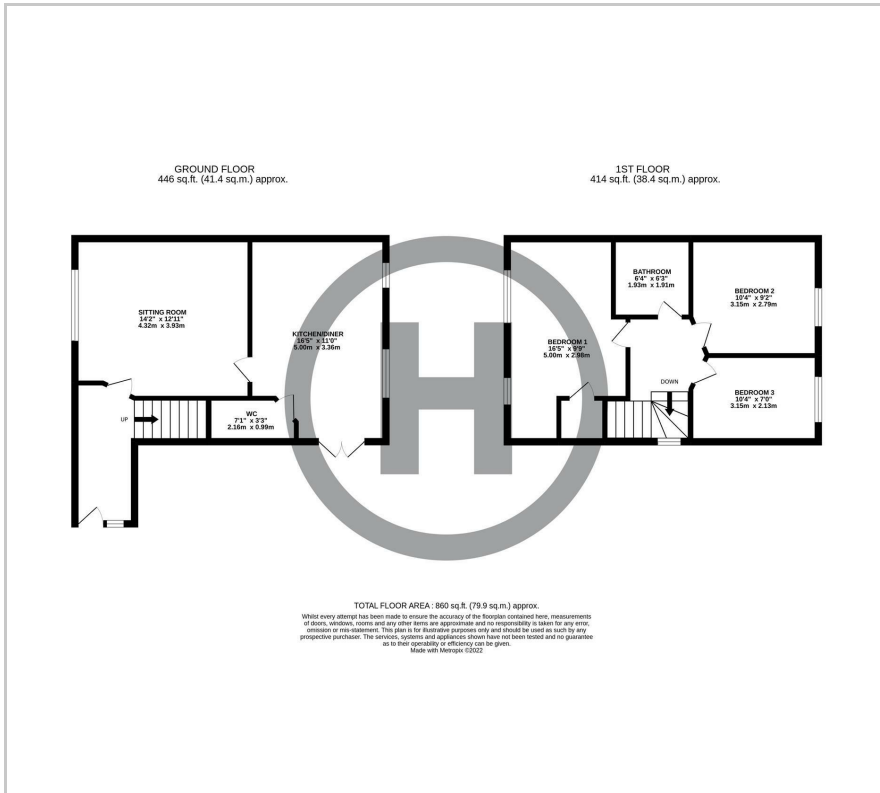 GROUND FLOOR
446 sq.ft. (41.4 sq.m.) approx.
1ST FLOOR
414 sq.ft. (38.4 sq.m.) approx.
SITTING ROOM
14'2" x 12'11"
4.32m x 3.93m
KITCHEN/DINER
16'5" x 11'0"
5.00m x 3.36m
UP
WC
7'1" x 3'3"
2.16m x 0.99m
BATHROOM
6'4" x 6'3"
1.93m x 1.91m
BEDROOM 2
10'4" x 9'2"
3.15m x 2.79m
BEDROOM 1
16'5" x 9'9"
5.00m x 2.98m
DOWN
BEDROOM 3
10'4" x 7'0"
3.15m x 2.13m
H
TOTAL FLOOR AREA : 860 sq.ft. (79.9 sq.m.) approx.
Whilst every attempt has been made to ensure the accuracy of the floorplan contained here, measurements
of doors, windows, rooms and any other items are approximate and no responsibility is taken for any error,
omission or mis-statement. This plan is for illustrative purposes only and should be used as such by any
prospective purchaser. The services, systems and appliances shown have not been tested and no guarantee
as to their operability or efficiency can be given.
Made with Metropix ©2022